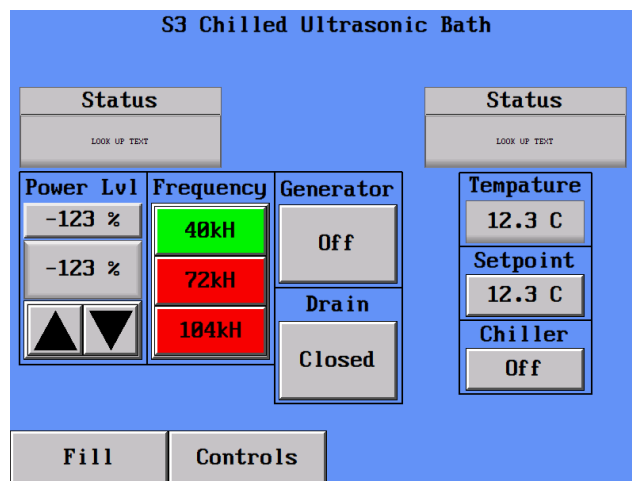 S3 Chilled Ultrasonic Bath
Status
LOOK UP TEXT
Status
LOOK UP TEXT
Power Lvl
-123 %
-123 %
Frequency
40kH
72kH
104kH
Generator
Off
Drain
Closed
Tempature
12.3 C
Setpoint
12.3 C
Chiller
Off
Fill
Controls